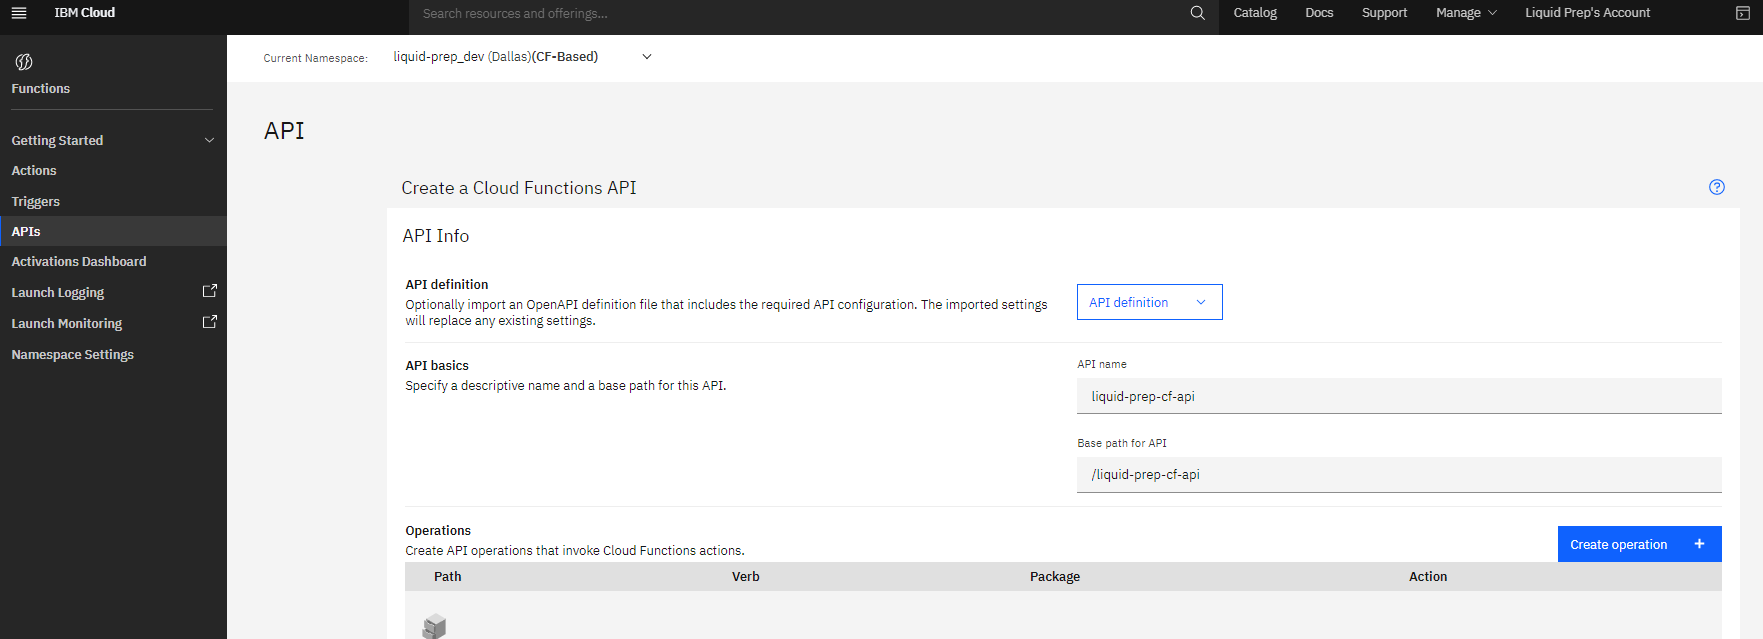 IBM Cloud
Search resources and offerings...
Catalog
Docs
Support
Manage
Liquid Prep's Account
Functions
Getting Started
Actions
Triggers
APIs
Activations Dashboard
Launch Logging
Launch Monitoring
Namespace Settings
Current Namespace: liquid-prep_dev (Dallas)(CF-Based)
API
Create a Cloud Functions API
API Info
API definition
Optionally import an OpenAPI definition file that includes the required API configuration. The imported settings
will replace any existing settings.
API definition
API basics
Specify a descriptive name and a base path for this API.
API name
liquid-prep-cf-api
Base path for API
/liquid-prep-cf-api
Operations
Create API operations that invoke Cloud Functions actions.
Create operation +
Path Verb Package Action